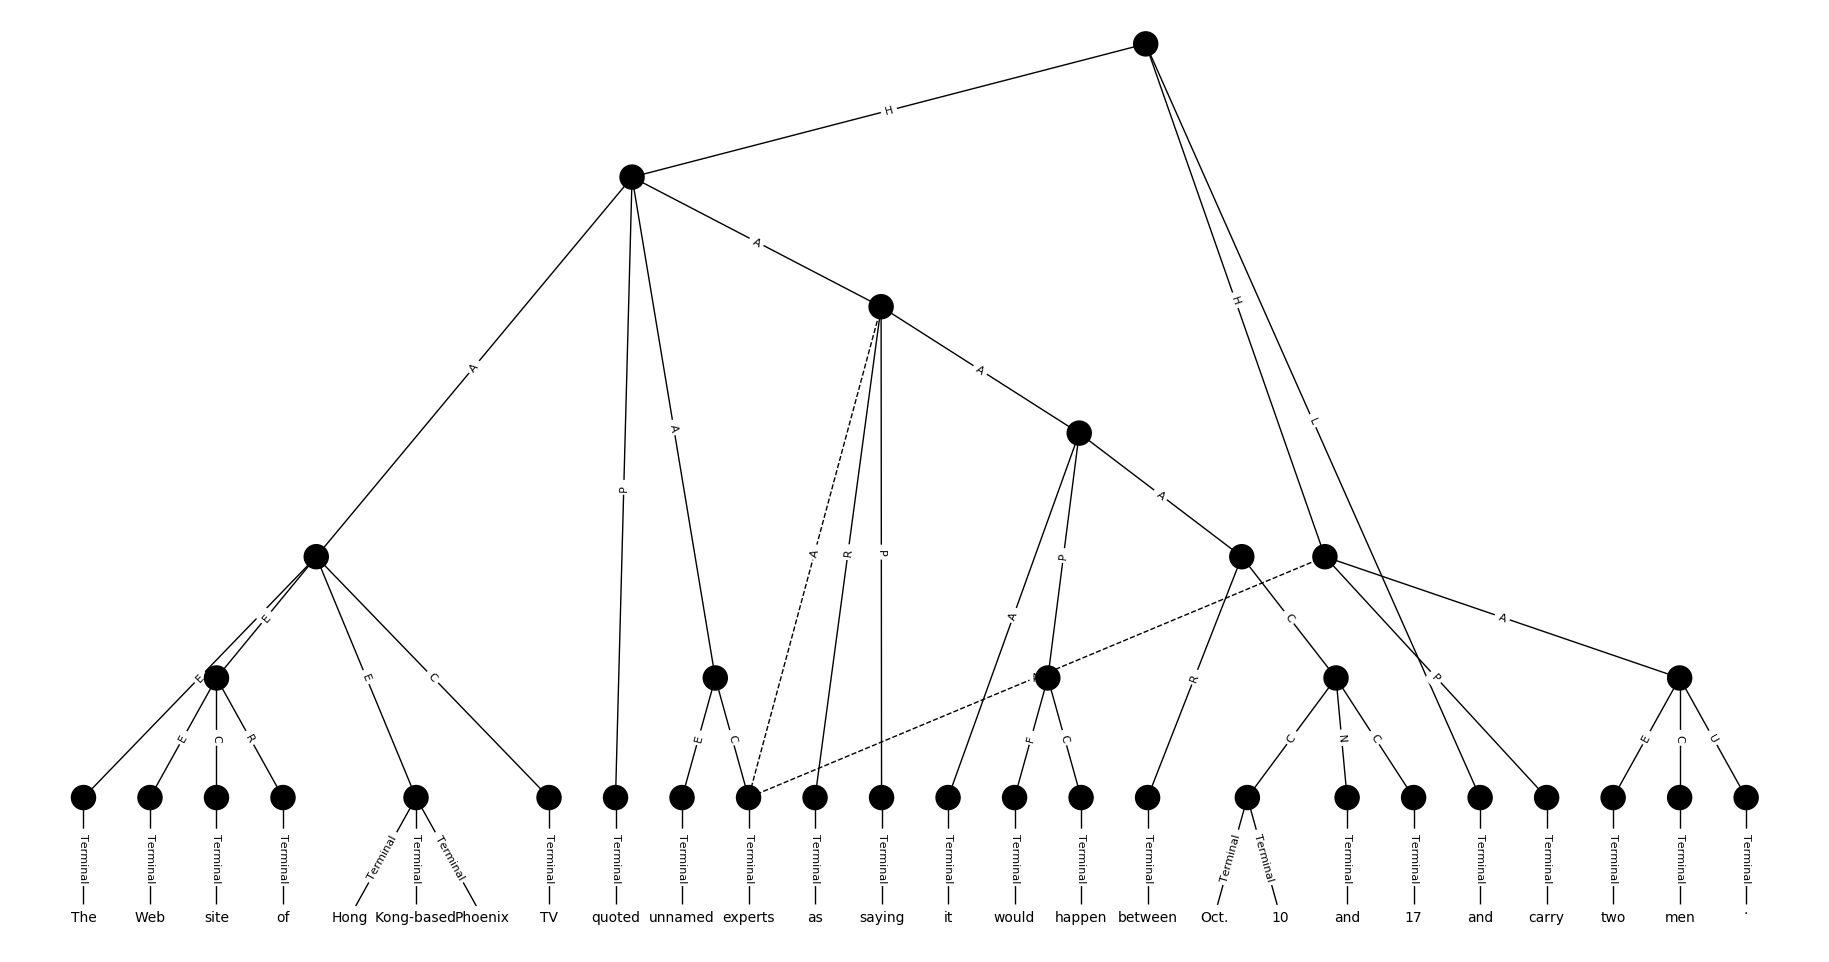 H
A
H
A
L
A
P
A
A
A
R
P
P
A
E
A
C
A
E
E
E
C
R
P
E
C
R
E
C
F
C
C
N
C
E
C
U
Terminal Terminal Terminal Terminal Terminal Terminal Terminal Terminal Terminal Terminal Terminal Terminal Terminal Terminal Terminal Terminal Terminal Terminal Terminal Terminal Terminal Terminal Terminal Terminal Terminal Terminal
The Web site of Hong Kong-based Phoenix TV quoted unnamed experts as saying it would happen between Oct. 10 and 17 and carry two men .